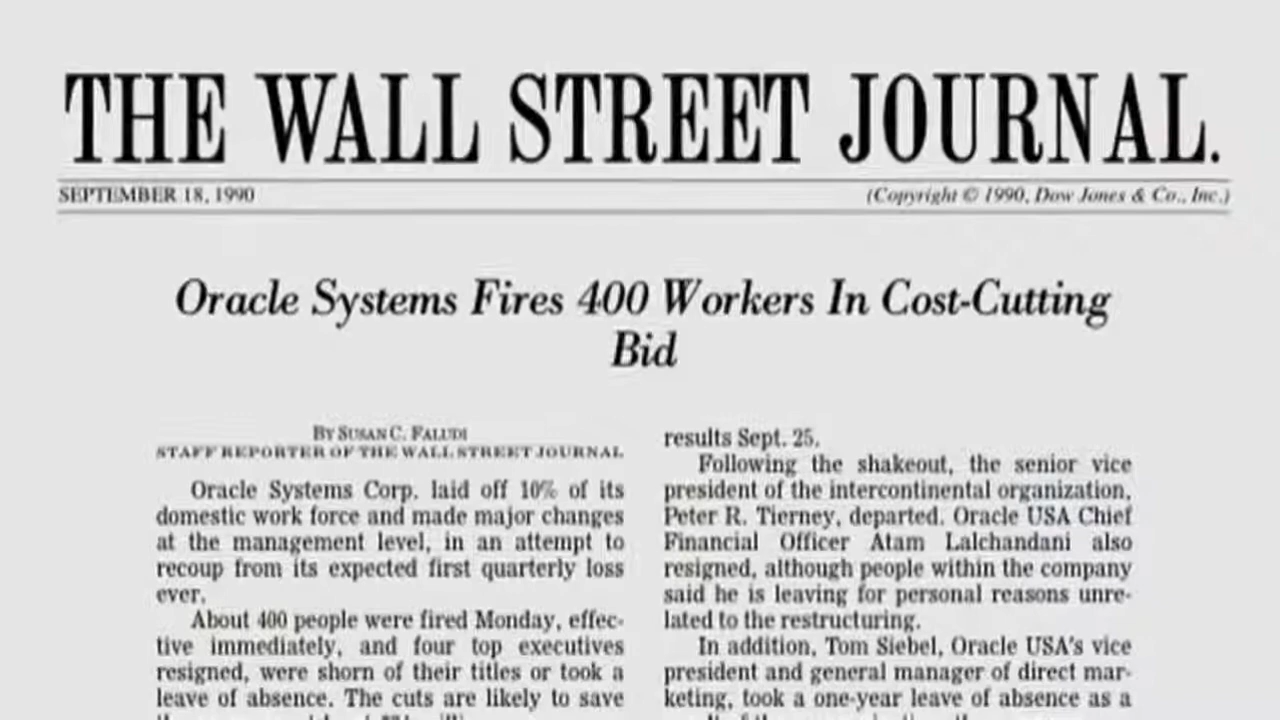 THE WALL STREET JOURNAL.
SEPTEMBER 18, 1990
(Copyright © 1990, Dow Jones & Co., Inc.)
Oracle Systems Fires 400 Workers In Cost-Cutting
Bid
BY SUSAN C. FALUDI
STAFF REPORTER OF THE WALL STREET JOURNAL
Oracle Systems Corp. laid off 10% of its
domestic work force and made major changes
at the management level, in an attempt to
recoup from its expected first quarterly loss
ever.
About 400 people were fired Monday, effec-
tive immediately, and four top executives
resigned, were shorn of their titles or took a
leave of absence. The cuts are likely to save
results Sept. 25.
Following the shakeout, the senior vice
president of the intercontinental organization,
Peter R. Tierney, departed. Oracle USA Chief
Financial Officer Atam Lalchandani also
resigned, although people within the company
said he is leaving for personal reasons unre-
lated to the restructuring.
In addition, Tom Siebel, Oracle USA's vice
president and general manager of direct mar-
keting, took a one-year leave of absence as a